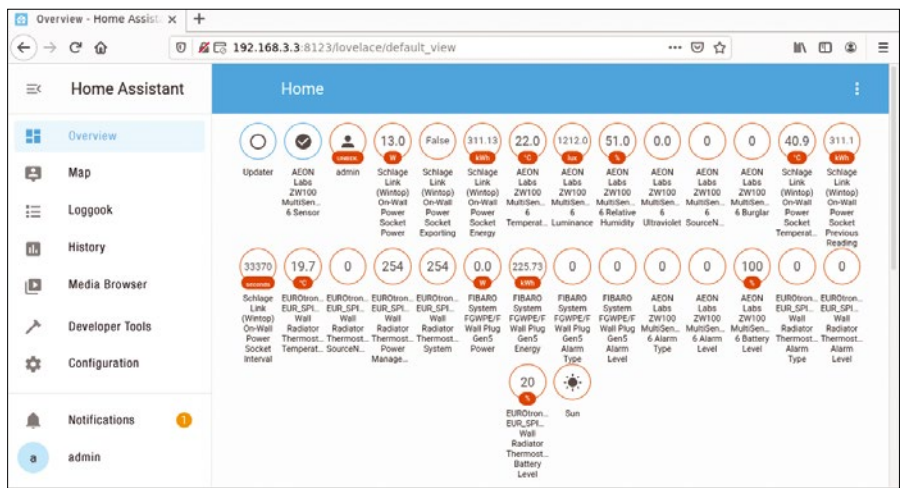 Overview - Home Assist
192.168.3.3:8123/lovelace/default_view
Home Assistant
Home
Overview
Map
Loggook
History
Media Browser
Developer Tools
Configuration
Notifications
1
a
admin
Updater
AEON
Labs
ZW100
MultiSen...
6 Sensor
admin
13.0
W
Schlage
Link
(Wintop)
On-Wall
Power
Socket
Power
False
Schlage
Link
(Wintop)
On-Wall
Power
Socket
Exporting
311.13
kWh
Schlage
Link
(Wintop)
On-Wall
Power
Socket
Energy
22.0
°C
AEON
Labs
ZW100
MultiSen...
6
Temperat...
1212.0
lux
AEON
Labs
ZW100
MultiSen...
6
Luminance
51.0
%
AEON
Labs
ZW100
MultiSen...
6 Relative
Humidity
0.0
AEON
Labs
ZW100
MultiSen...
6
Ultraviolet
0
AEON
Labs
ZW100
MultiSen...
6
SourceN...
0
AEON
Labs
ZW100
MultiSen...
6 Burglar
40.9
°C
Schlage
Link
(Wintop)
On-Wall
Power
Socket
Temperat...
311.1
kWh
Schlage
Link
(Wintop)
On-Wall
Power
Socket
Previous
Reading
33370
seconds
Schlage
Link
(Wintop)
On-Wall
Power
Socket
Interval
19.7
°C
EUROtron...
EUR_SPI...
Wall
Radiator
Thermost...
Temperat...
0
EUROtron...
EUR_SPI...
Wall
Radiator
Thermost...
SourceN...
254
EUROtron...
EUR_SPI...
Wall
Radiator
Thermost...
Power
Manage...
254
EUROtron...
EUR_SPI...
Wall
Radiator
Thermost...
System
0.0
W
FIBARO
System
FGWPE/F
Wall Plug
Gen5
Power
225.73
kWh
FIBARO
System
FGWPE/F
Wall Plug
Gen5
Energy
0
FIBARO
System
FGWPE/F
Wall Plug
Gen5
Alarm
Type
0
FIBARO
System
FGWPE/F
Wall Plug
Gen5
Alarm
Level
0
AEON
Labs
ZW100
MultiSen...
6 Alarm
Type
0
AEON
Labs
ZW100
MultiSen...
6 Alarm
Level
100
%
AEON
Labs
ZW100
MultiSen...
6 Battery
Level
0
EUROtron...
EUR_SPI...
Wall
Radiator
Thermost...
Alarm
Type
0
EUROtron...
EUR_SPI...
Wall
Radiator
Thermost...
Alarm
Level
20
%
EUROtron...
EUR_SPI...
Wall
Radiator
Thermost...
Battery
Level
Sun